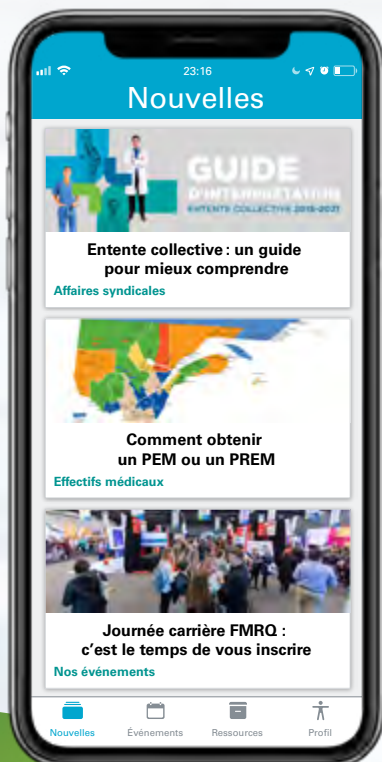 23:16
Nouvelles
GUIDE
D'INTERPRÉTATION
ENTENTE COLLECTIVE 2015-2021
Entente collective : un guide
pour mieux comprendre
Affaires syndicales
Comment obtenir
un PEM ou un PREM
Effectifs médicaux
Journée carrière FMRQ :
c'est le temps de vous inscrire
Nos événements
Nouvelles
Événements
Ressources
Profil